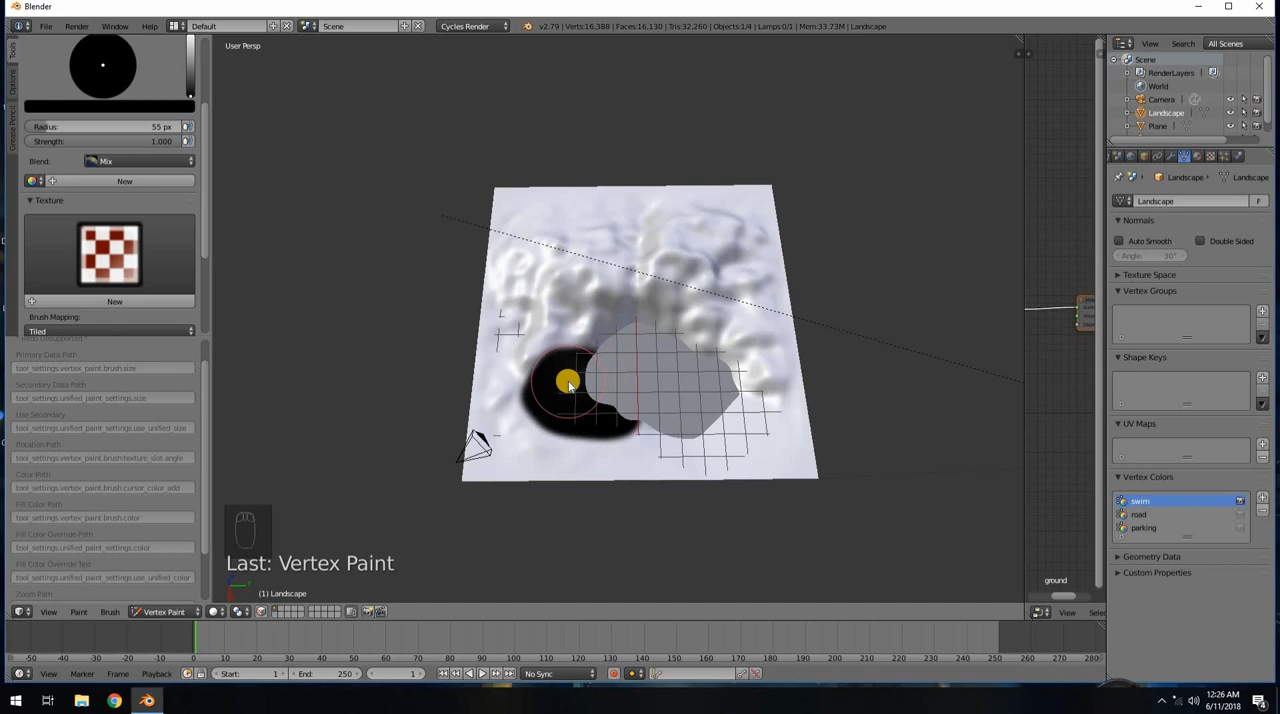 Blender
File Render Window Help Default Scene Cycles Render v2.79 | Verts:16,388 | Faces:16,130 | Tris:32,260 | Objects:1/4 | Lamps:0/1 | Mem:33.73M | Landscape
View Search All Scenes
User Persp
Scene
RenderLayers
World
Camera
Landscape
Plane
Tools
Options
Grease Pencil
Radius: 55 px
Strength: 1.000
Blend: Mix
New
Texture
New
Brush Mapping:
Tiled
Primary Data Path
tool_settings.vertex_paint.brush.size
Secondary Data Path
tool_settings.unified_paint_settings.size
Use Secondary
tool_settings.unified_paint_settings.use_unified_size
Rotation Path
tool_settings.vertex_paint.brush.texture_slot.angle
Color Path
tool_settings.vertex_paint.brush.cursor_color_add
Fill Color Path
tool_settings.vertex_paint.brush.color
Fill Color Override Path
tool_settings.unified_paint_settings.color
Fill Color Override Test
tool_settings.unified_paint_settings.use_unified_color
Zoom Path
Last: Vertex Paint
(1) Landscape
ground
Landscape Landscape
Landscape F
Normals
Auto Smooth Double Sided
Angle: 30°
Texture Space
Vertex Groups
Shape Keys
UV Maps
Vertex Colors
swim
road
parking
Geometry Data
Custom Properties
View Paint Brush Vertex Paint
View Selec
-50 -40 -30 -20 -10 0 10 20 30 40 50 60 70 80 90 100 110 120 130 140 150 160 170 180 190 200 210 220 230 240 250 260 270 280
View Marker Frame Playback Start: 1 End: 250 1 No Sync
12:26 AM
6/11/2018
4